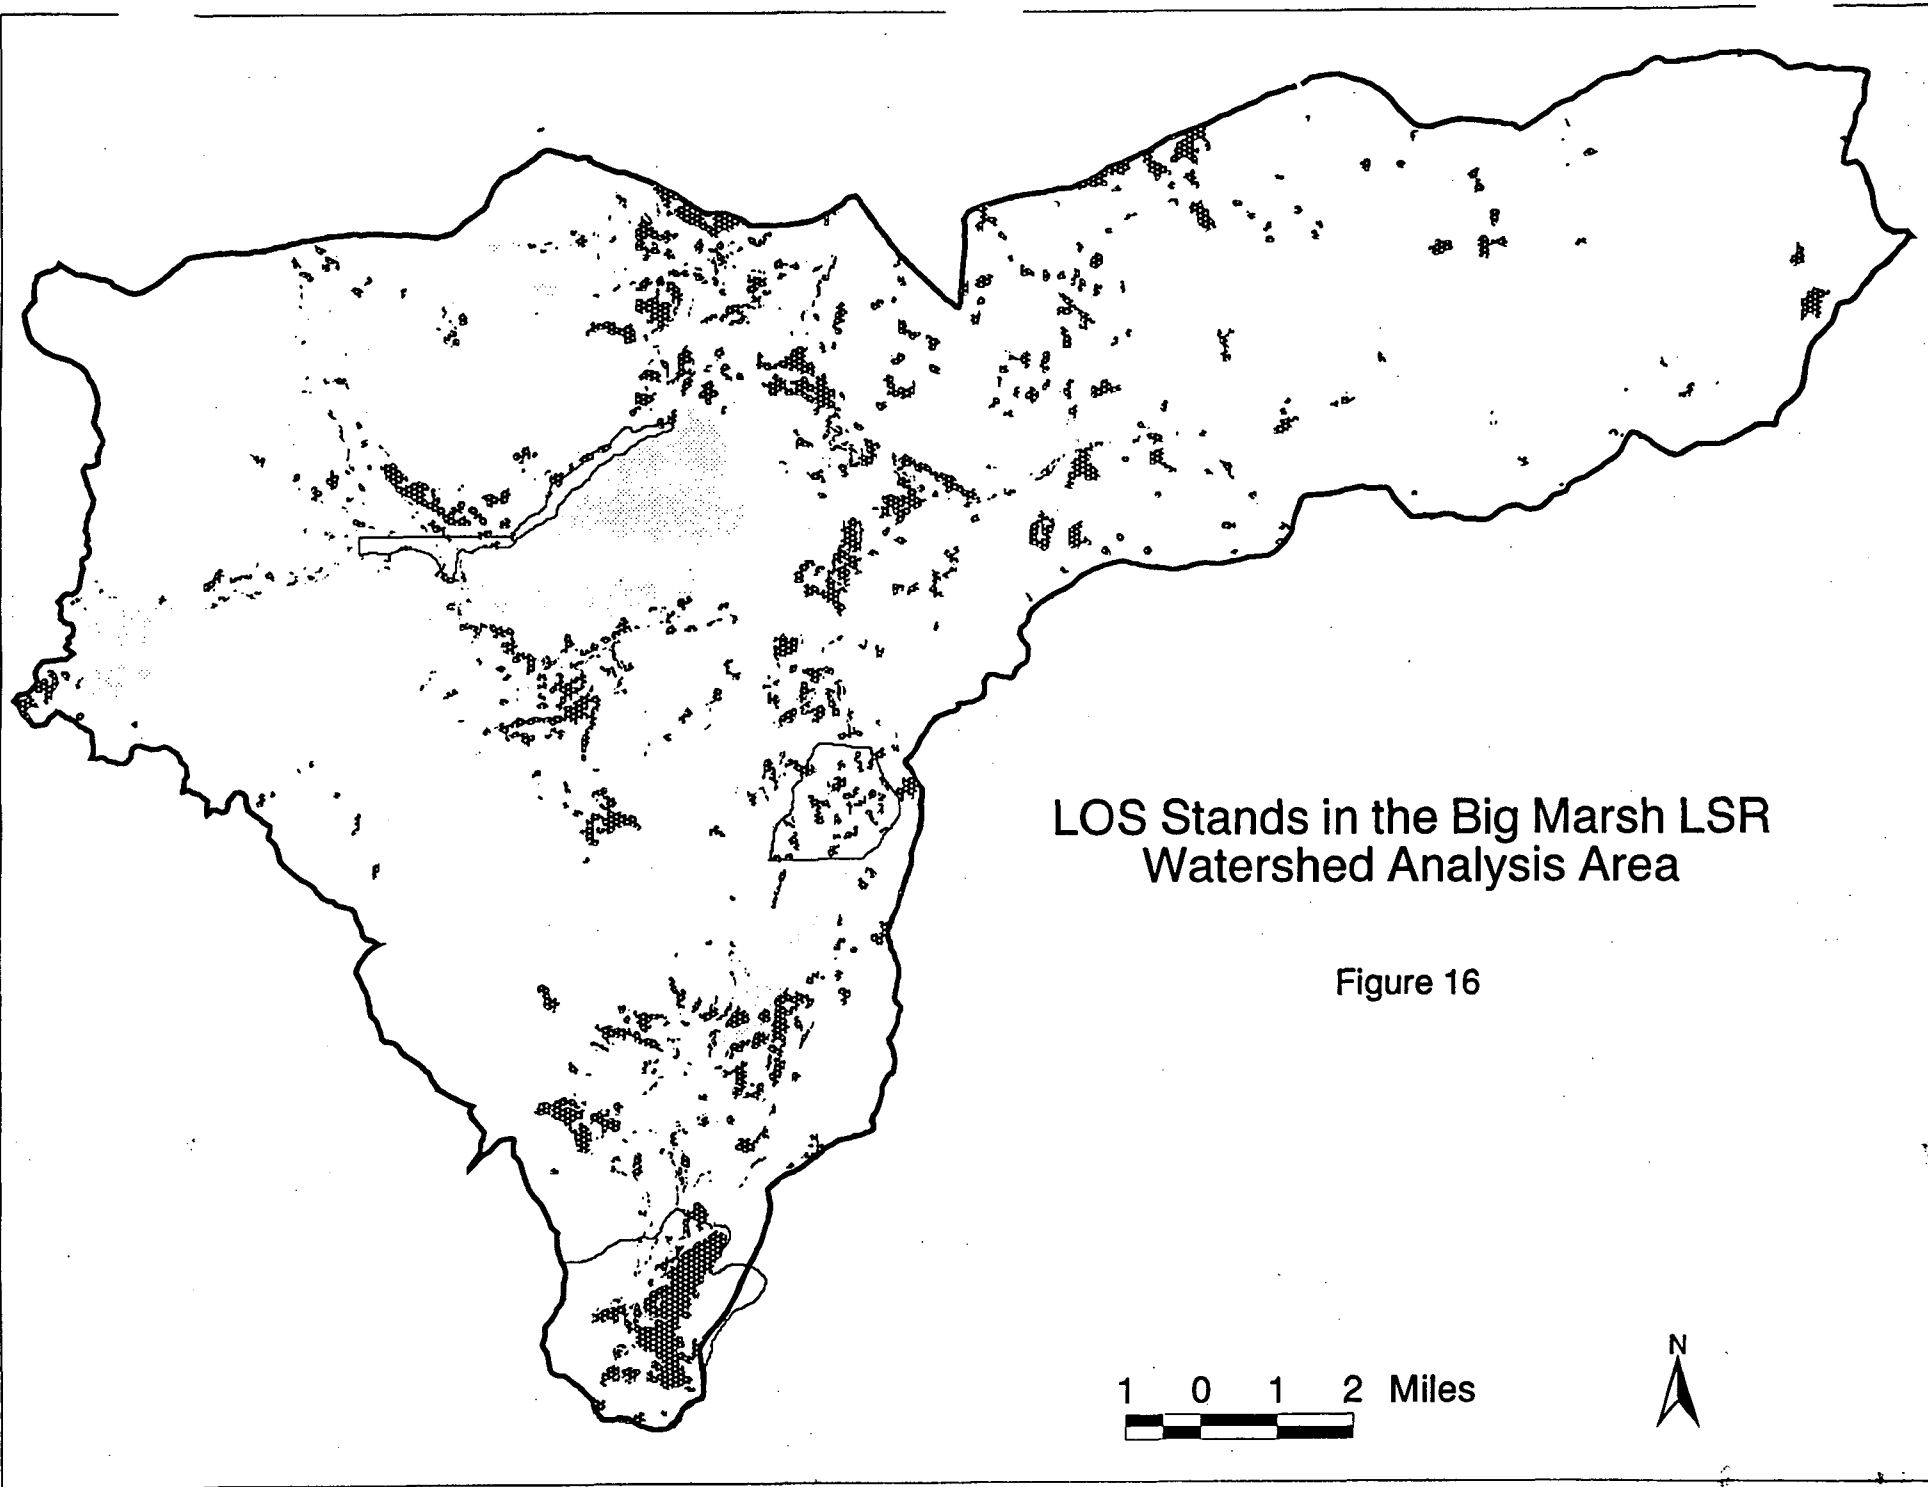 LOS Stands in the Big Marsh LSR
Watershed Analysis Area
Figure 16
N
1 0 1 2 Miles